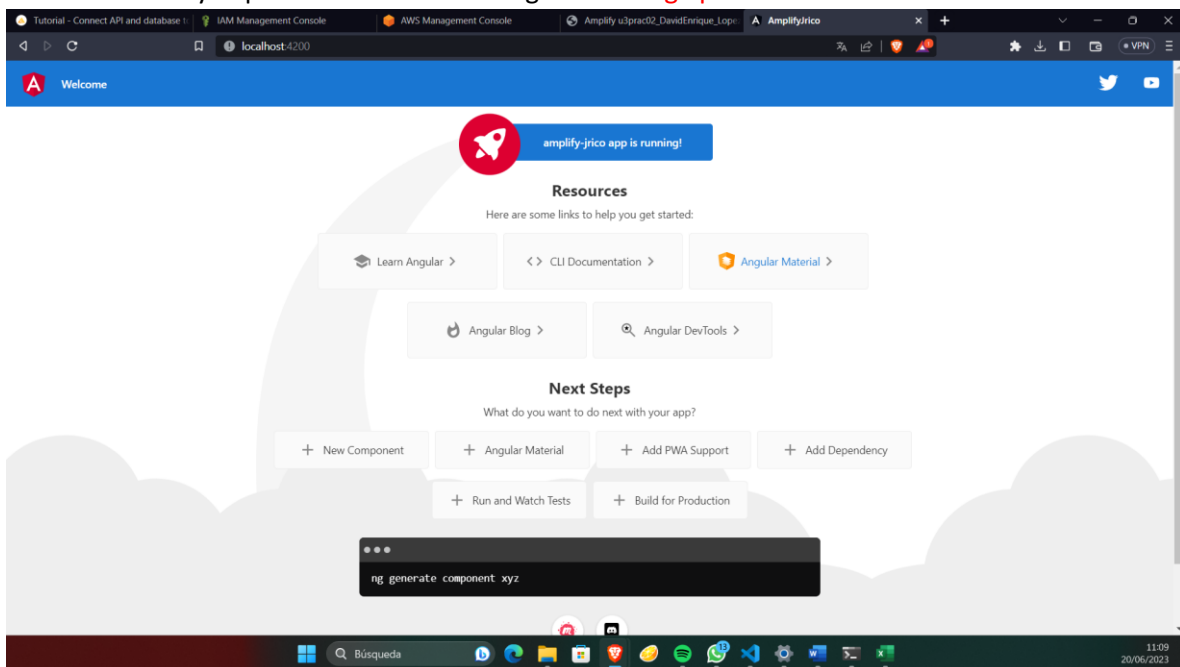 Tutorial - Connect API and database t
IAM Management Console
AWS Management Console
Amplify u3prac02_DavidEnrique_Lope
AmplifyJrico
localhost:4200
VPN
Welcome
amplify-jrico app is running!
Resources
Here are some links to help you get started:
Learn Angular
CLI Documentation
Angular Material
Angular Blog
Angular DevTools
Next Steps
What do you want to do next with your app?
New Component
Angular Material
Add PWA Support
Add Dependency
Run and Watch Tests
Build for Production
ng generate component xyz
Búsqueda
11:09
20/06/2023